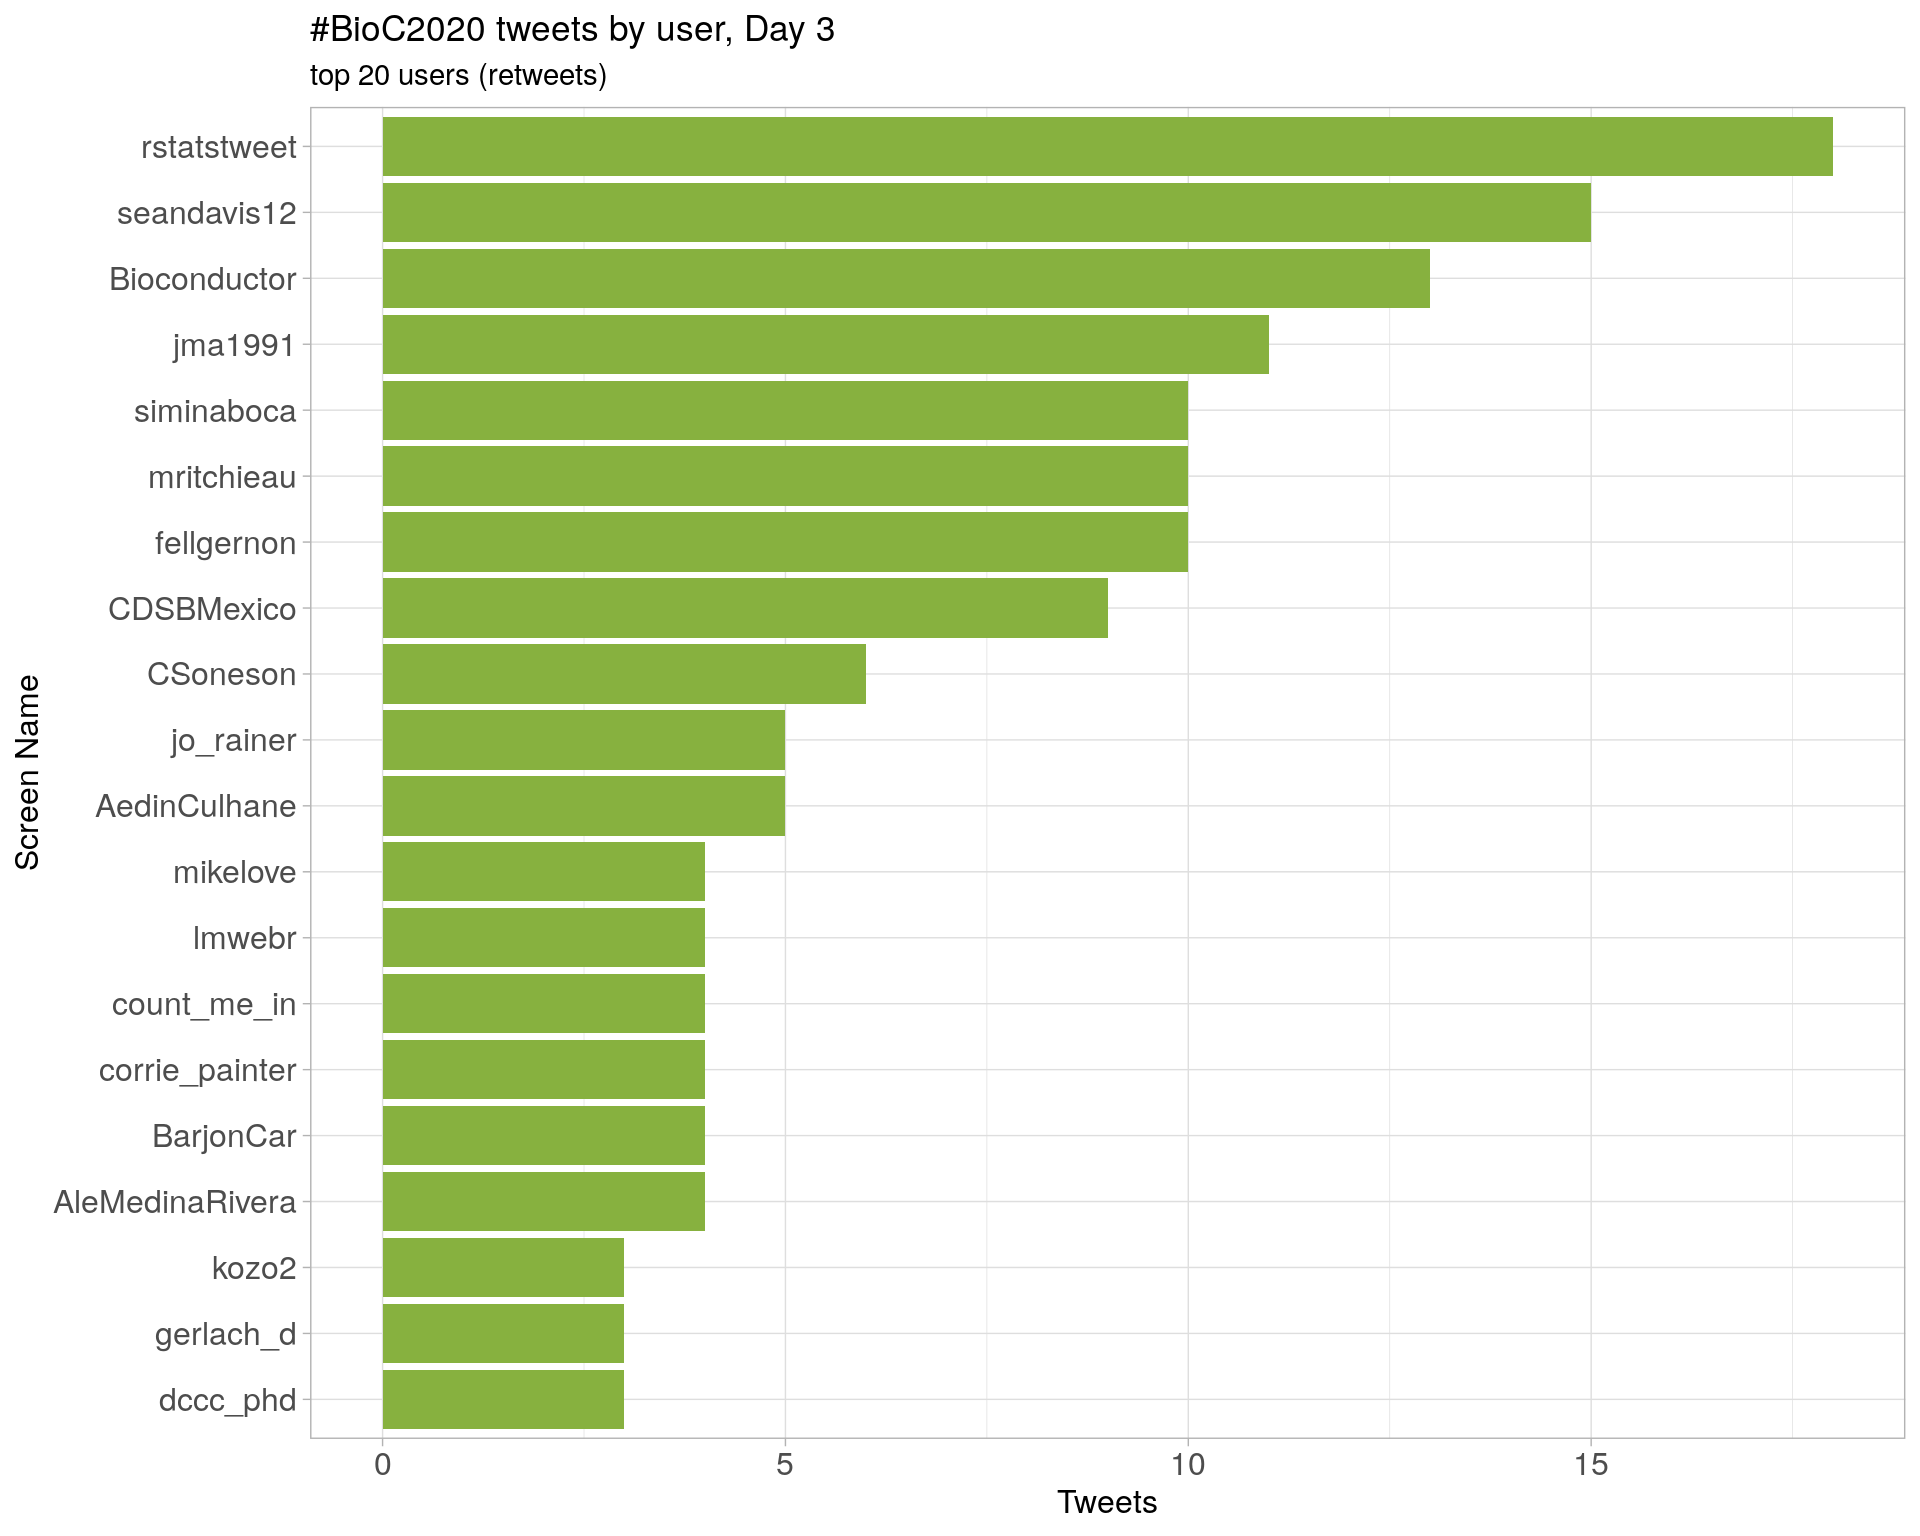 #BioC2020 tweets by user, Day 3
top 20 users (retweets)
Screen Name
rstatstweet
seandavis12
Bioconductor
jma1991
siminaboca
mritchieau
fellgernon
CDSBMexico
CSoneson
jo_rainer
AedinCulhane
mikelove
lmwebr
count_me_in
corrie_painter
BarjonCar
AleMedinaRivera
kozo2
gerlach_d
dccc_phd
0 5 10 15
Tweets